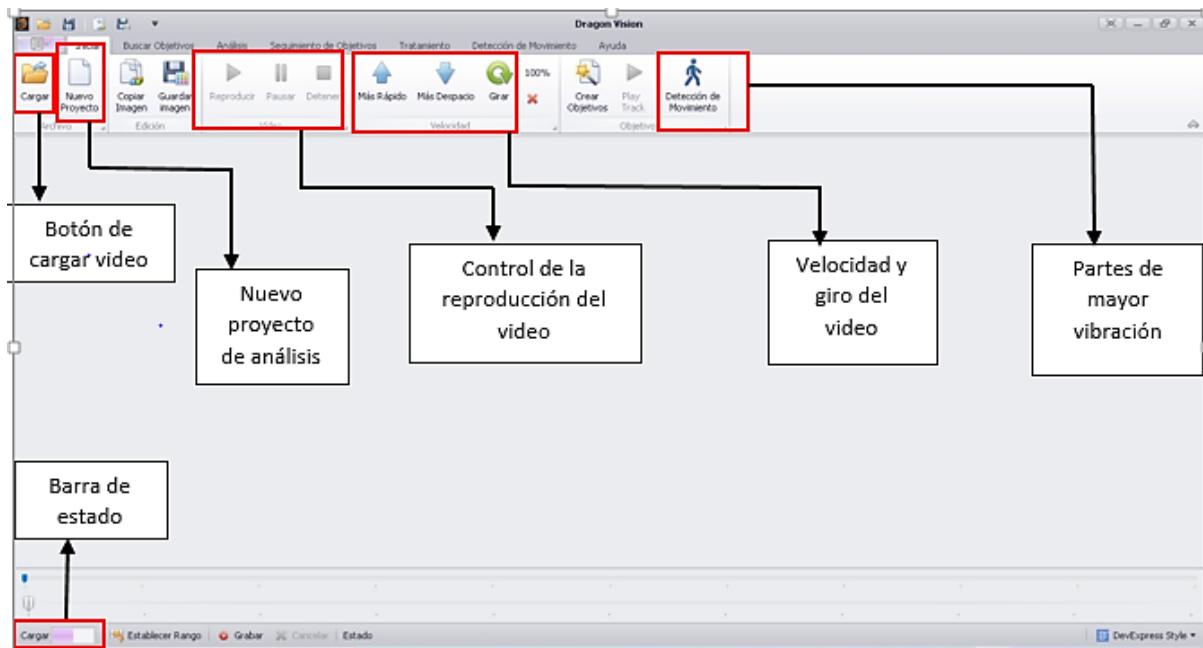 Dragon Vision
Iniciar Buscar Objetivos Análisis Seguimiento de Objetivos Tratamiento Detección de Movimiento Ayuda
Cargar Nuevo Proyecto Copiar Imagen Guardar imagen Reproducir Pausar Detener Más Rápido Más Despacio Girar 100% Crear Objetivos Play Track Detección de Movimiento
Archivo Edición Video Velocidad Objetivo
Botón de
cargar video
Nuevo
proyecto
de análisis
Control de la
reproducción del
video
Velocidad y
giro del
video
Partes de
mayor
vibración
Barra de
estado
Cargar Establecer Rango Grabar Cancelar Estado DevExpress Style